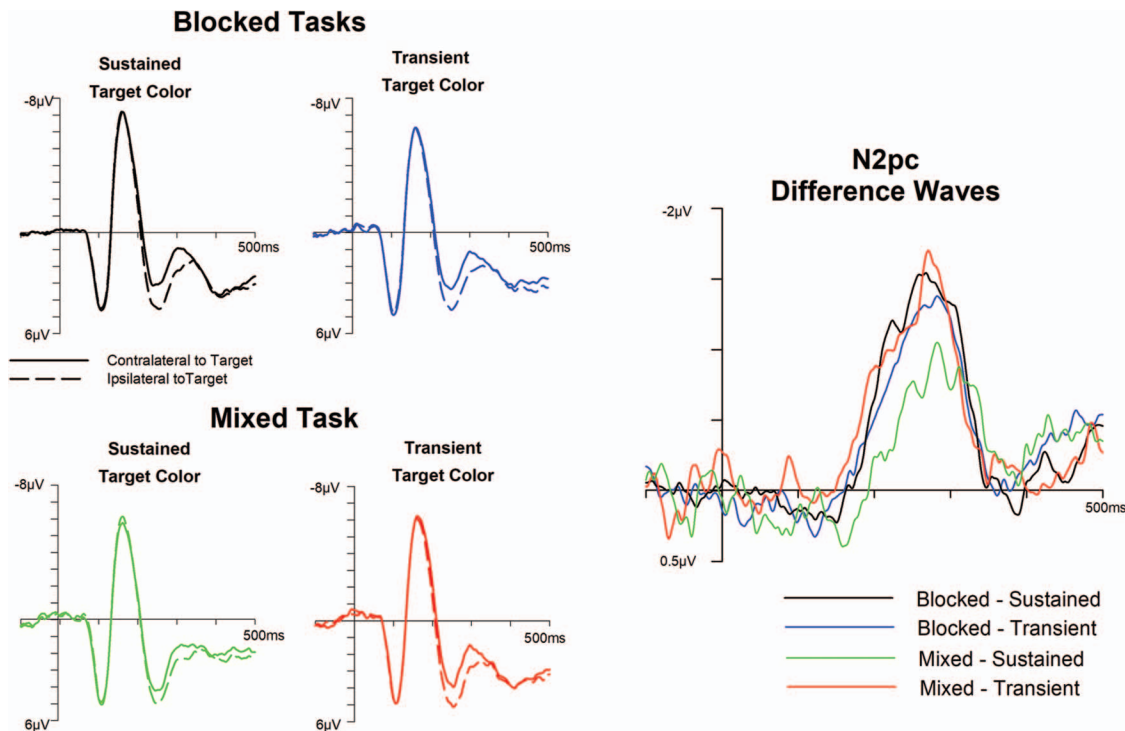 Blocked Tasks
Sustained
Target Color
Transient
Target Color
-8µV
-8µV
500ms
500ms
6µV
6µV
Contralateral to Target
Ipsilateral toTarget
Mixed Task
Sustained
Target Color
Transient
Target Color
-8µV
-8µV
500ms
500ms
6µV
6µV
N2pc
Difference Waves
-2µV
500ms
0.5µV
Blocked - Sustained
Blocked - Transient
Mixed - Sustained
Mixed - Transient